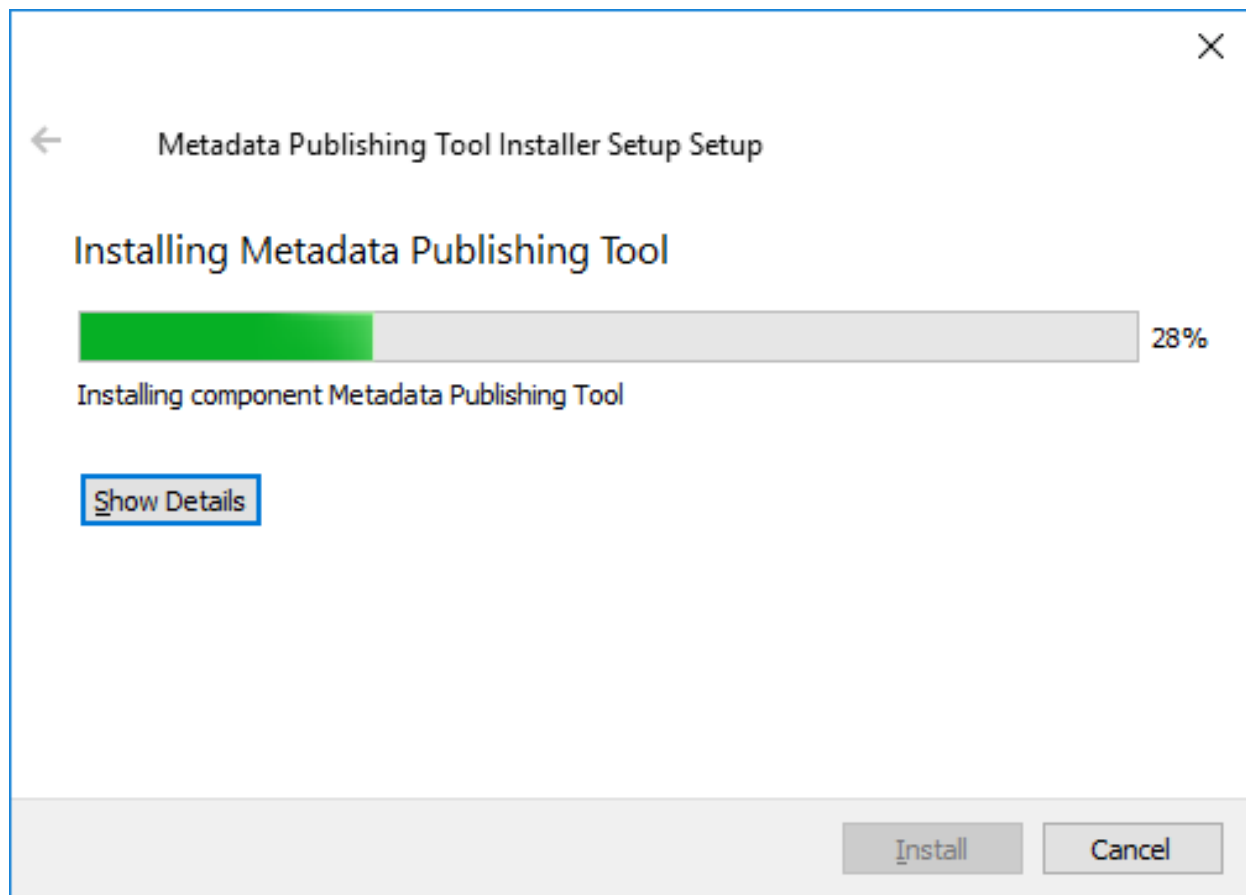 Metadata Publishing Tool Installer Setup Setup
Installing Metadata Publishing Tool
28%
Installing component Metadata Publishing Tool
Show Details
Install
Cancel